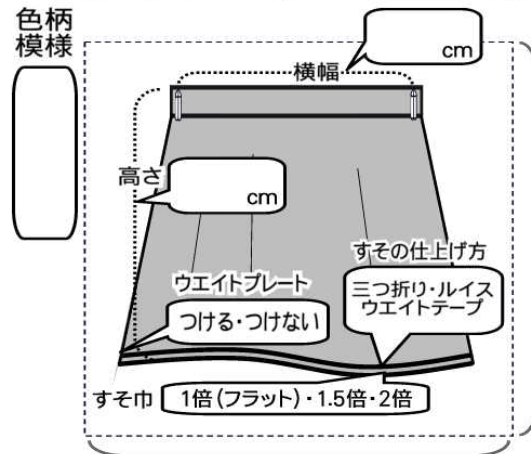 色柄
模様
cm
横幅
高さ
cm
すその仕上げ方
ウエイトプレート
三つ折り・ルイス
ウエイトテープ
つける・つけない
すそ巾
1倍(フラット)・1.5倍・2倍